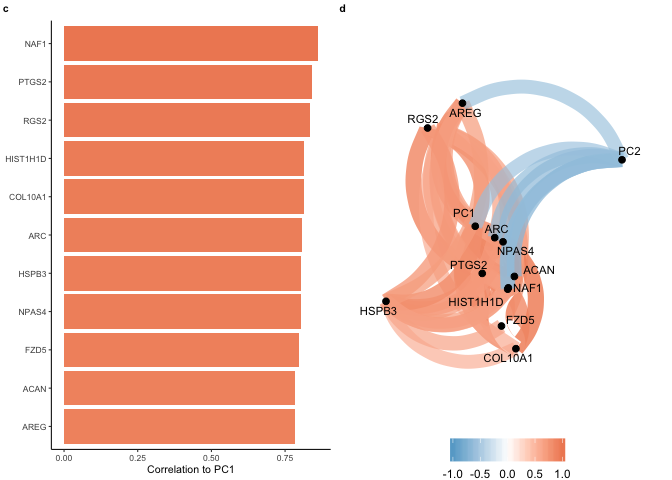 c
NAF1
PTGS2
RGS2
HIST1H1D
COL10A1
ARC
HSPB3
NPAS4
FZD5
ACAN
AREG
0.00 0.25 0.50 0.75
Correlation to PC1
d
AREG
RGS2
PC2
PC1
ARC
NPAS4
PTGS2
ACAN
NAF1
HIST1H1D
HSPB3
FZD5
COL10A1
-1.0 -0.5 0.0 0.5 1.0